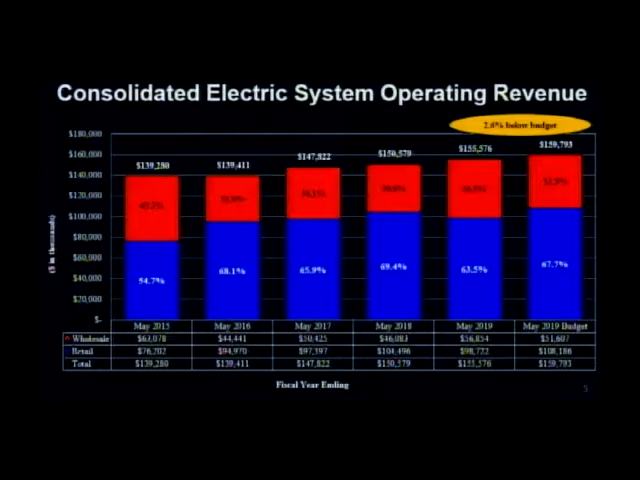 Consolidated Electric System Operating Revenue
2.6% below budget
$180,000
$160,000
$140,000
$120,000
$100,000
$80,000
$60,000
$40,000
$20,000
$-
($ in thousands)
$139,280
$139,411
$147,822
$150,579
$155,576
$159,793
54.7%
68.1%
65.9%
69.4%
63.5%
67.7%
May 2015 May 2016 May 2017 May 2018 May 2019 May 2019 Budget
Wholesale $63,078 $44,441 $50,425 $46,083 $56,854 $51,607
Retail $76,202 $94,970 $97,397 $104,496 $98,722 $108,186
Total $139,280 $139,411 $147,822 $150,579 $155,576 $159,793
Fiscal Year Ending
5